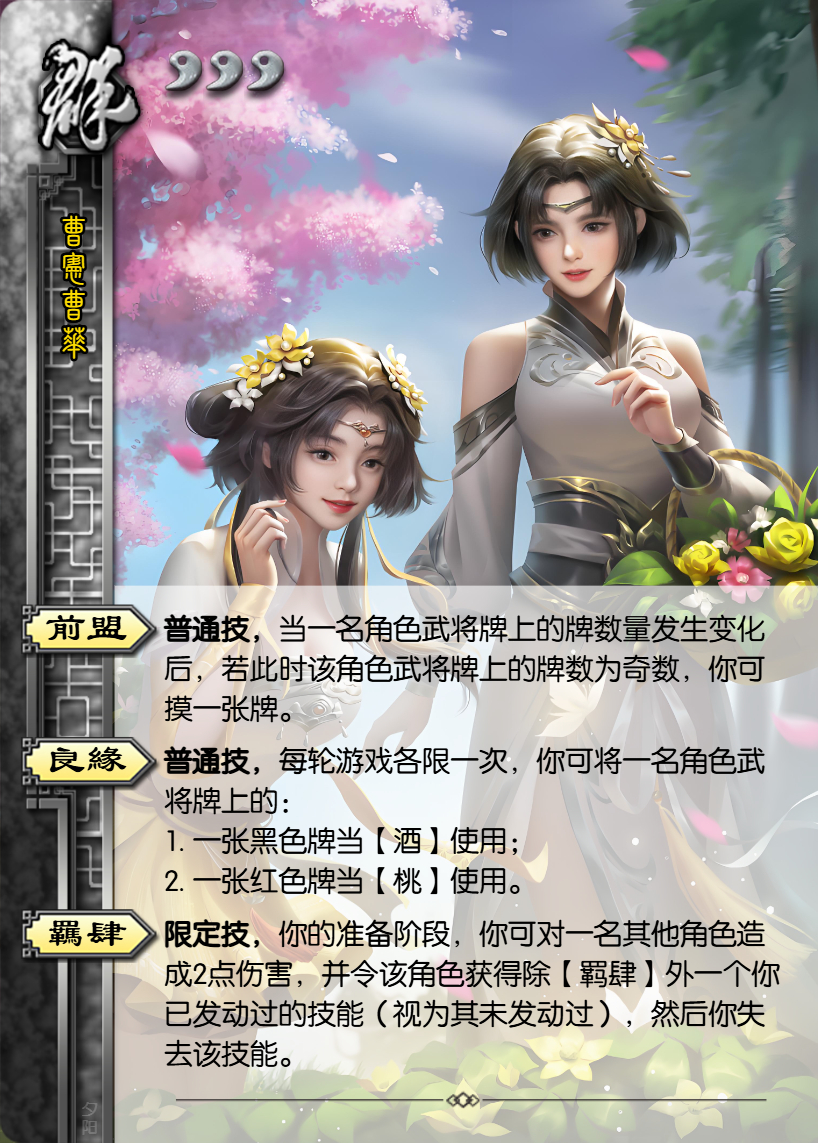 群
曹憲曹華
前盟
普通技，当一名角色武将牌上的牌数量发生变化
后，若此时该角色武将牌上的牌数为奇数，你可
摸一张牌。
良緣
普通技，每轮游戏各限一次，你可将一名角色武
将牌上的：
1. 一张黑色牌当【酒】使用；
2. 一张红色牌当【桃】使用。
羈肆
限定技，你的准备阶段，你可对一名其他角色造
成2点伤害，并令该角色获得除【羁肆】外一个你
已发动过的技能（视为其未发动过），然后你失
去该技能。
夕阳